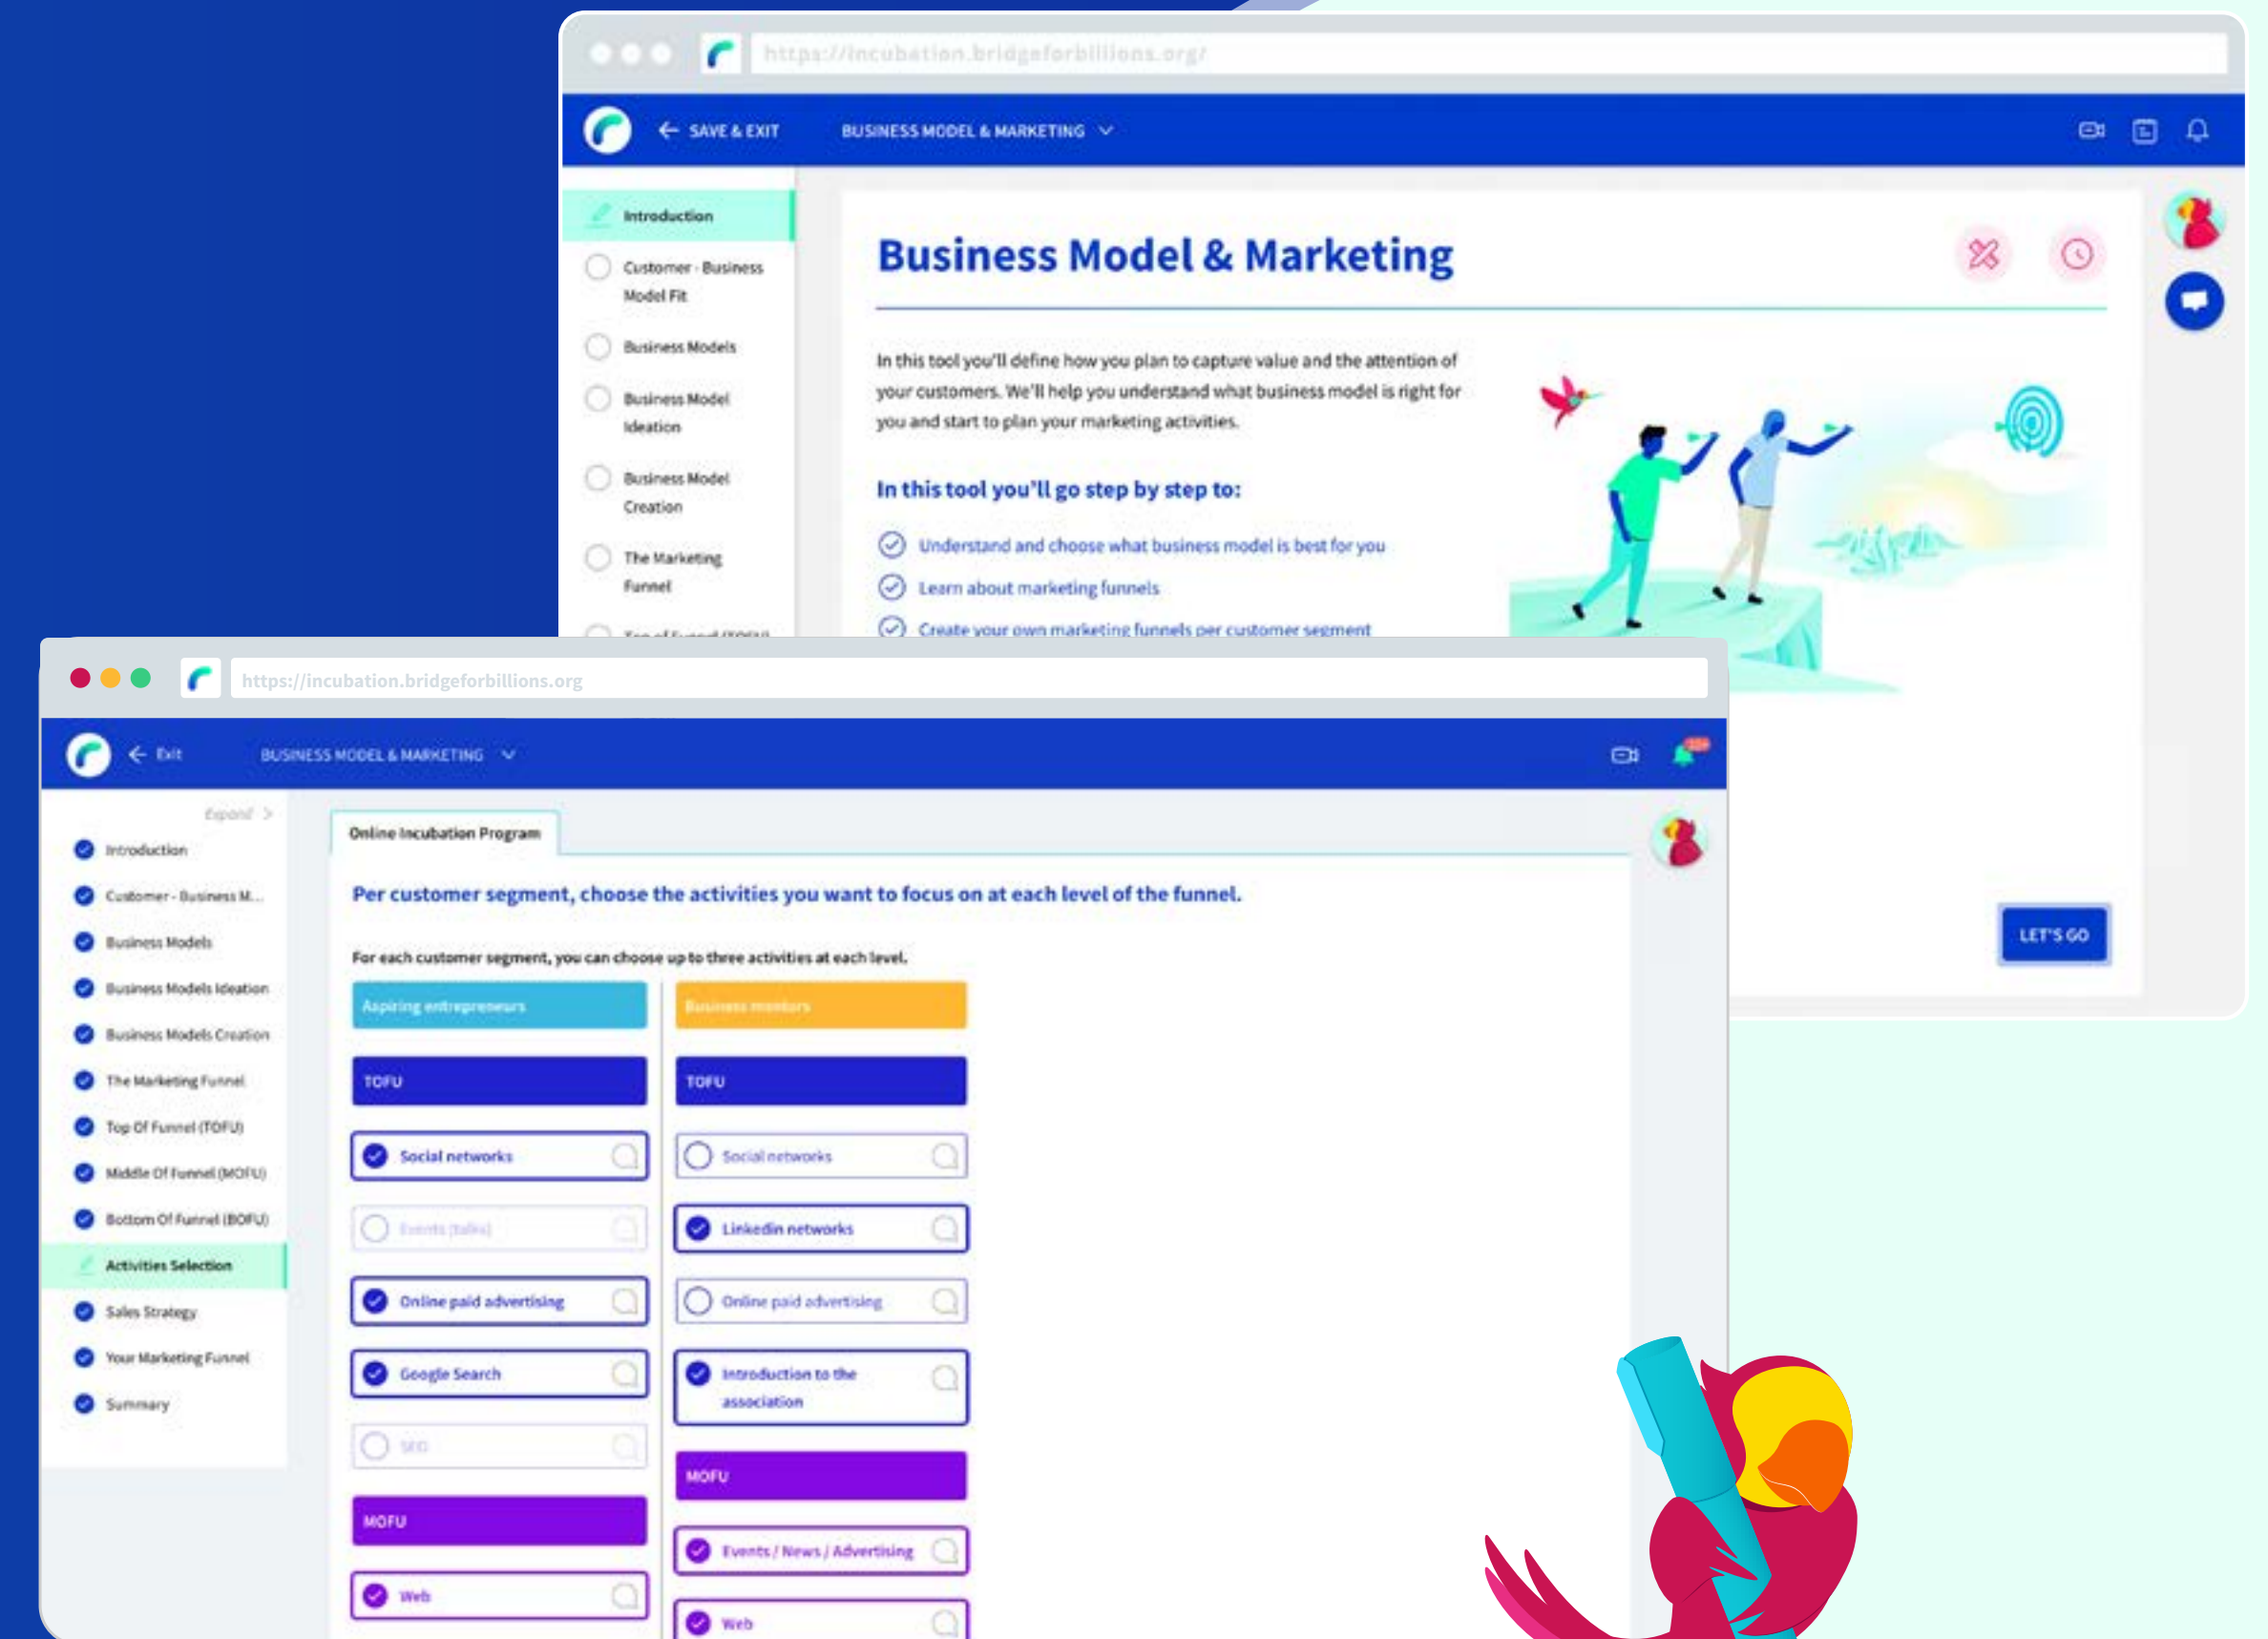 https://incubation.bridgeforbillions.org/
SAVE & EXIT
BUSINESS MODEL & MARKETING
Introduction
Customer - Business
Model Fit
Business Models
Business Model
Ideation
Business Model
Creation
The Marketing
Funnel
Top of Funnel (TOFU)
Business Model & Marketing
In this tool you'll define how you plan to capture value and the attention of
your customers. We'll help you understand what business model is right for
you and start to plan your marketing activities.
In this tool you'll go step by step to:
Understand and choose what business model is best for you
Learn about marketing funnels
Create your own marketing funnels per customer segment
LET'S GO
https://incubation.bridgeforbillions.org
Exit
BUSINESS MODEL & MARKETING
Expand >
Introduction
Customer - Business M...
Business Models
Business Models Ideation
Business Models Creation
The Marketing Funnel
Top Of Funnel (TOFU)
Middle Of Funnel (MOFU)
Bottom Of Funnel (BOFU)
Activities Selection
Sales Strategy
Your Marketing Funnel
Summary
Online Incubation Program
Per customer segment, choose the activities you want to focus on at each level of the funnel.
For each customer segment, you can choose up to three activities at each level.
Aspiring entrepreneurs
TOFU
Social networks
Events (talks)
Online paid advertising
Google Search
SEO
MOFU
Web
Business mentors
TOFU
Social networks
Linkedin networks
Online paid advertising
Introduction to the
association
MOFU
Events / News / Advertising
Web